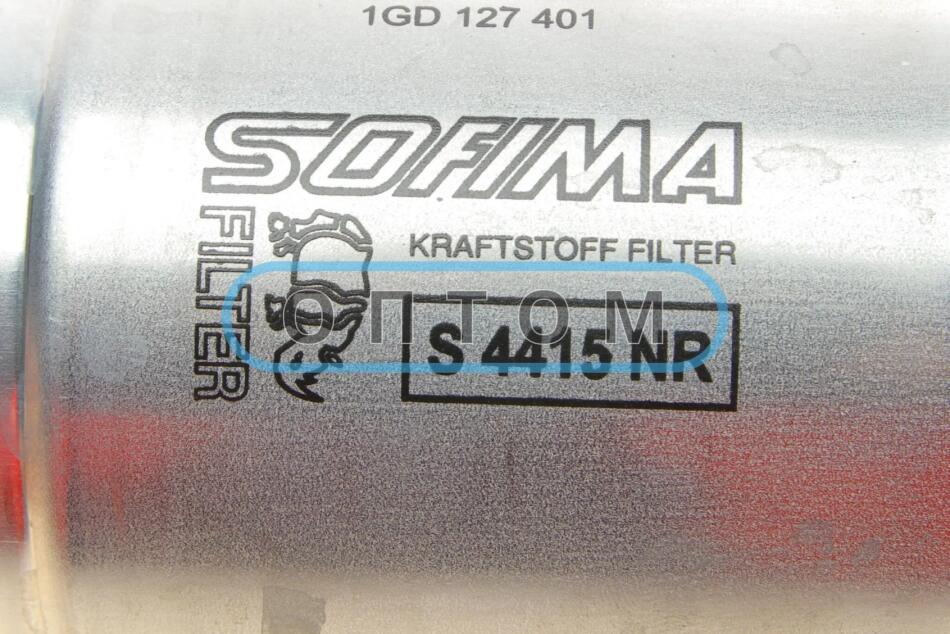 1GD 127 401
SOFIMA
FILTER
KRAFTSTOFF FILTER
ОПТОМ
S 4415 NR